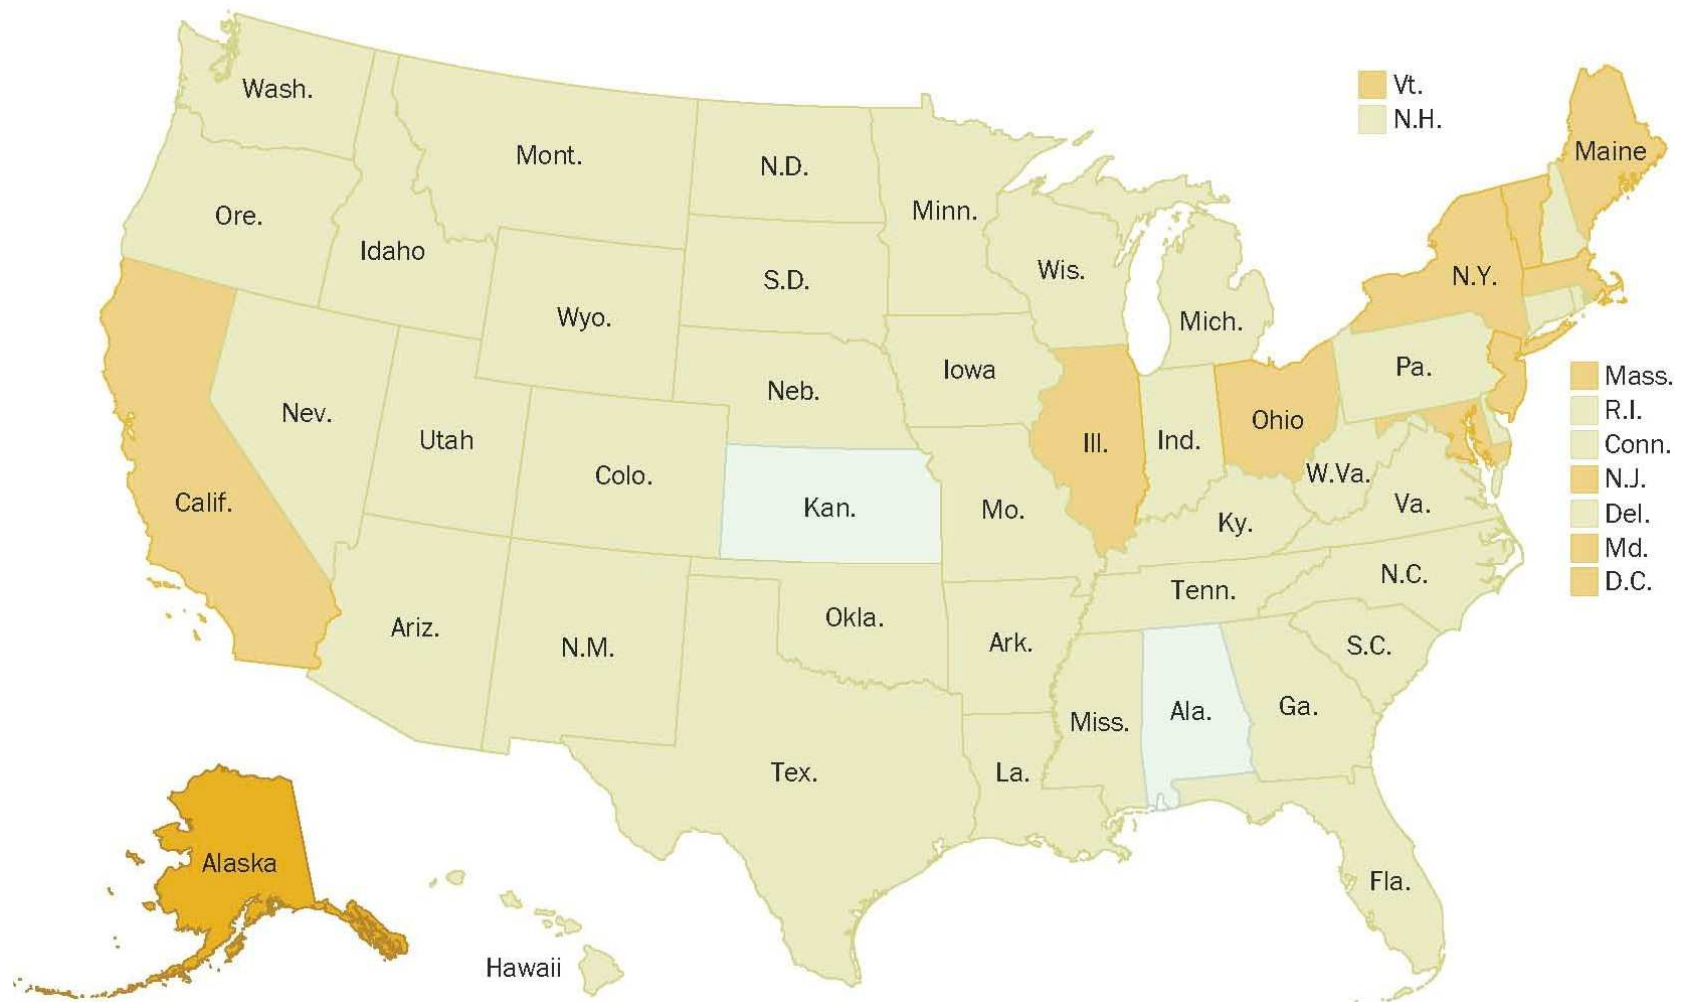 Wash.
Vt.
N.H.
Maine
Mont.
N.D.
Minn.
Ore.
Idaho
Wis.
N.Y.
S.D.
Wyo.
Mich.
Iowa
Pa.
Mass.
Neb.
R.I.
Nev.
Ohio
Utah
Ill.
Ind.
Conn.
Colo.
W.Va.
N.J.
Calif.
Kan.
Mo.
Va.
Del.
Ky.
Md.
N.C.
D.C.
Tenn.
Okla.
Ariz.
N.M.
Ark.
S.C.
Miss.
Ala.
Ga.
Tex.
La.
Alaska
Fla.
Hawaii